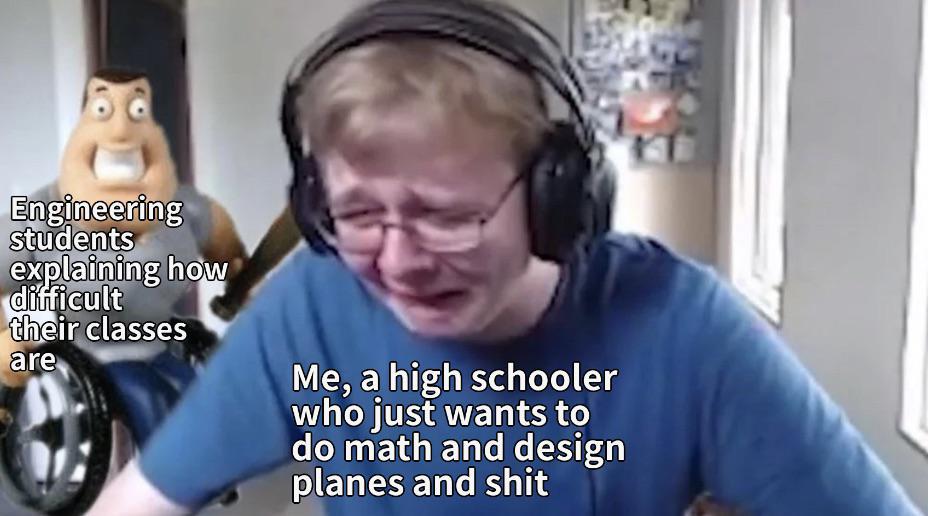 Engineering
students
explaining how
difficult
their classes
are
Me, a high schooler
who just wants to
do math and design
planes and shit